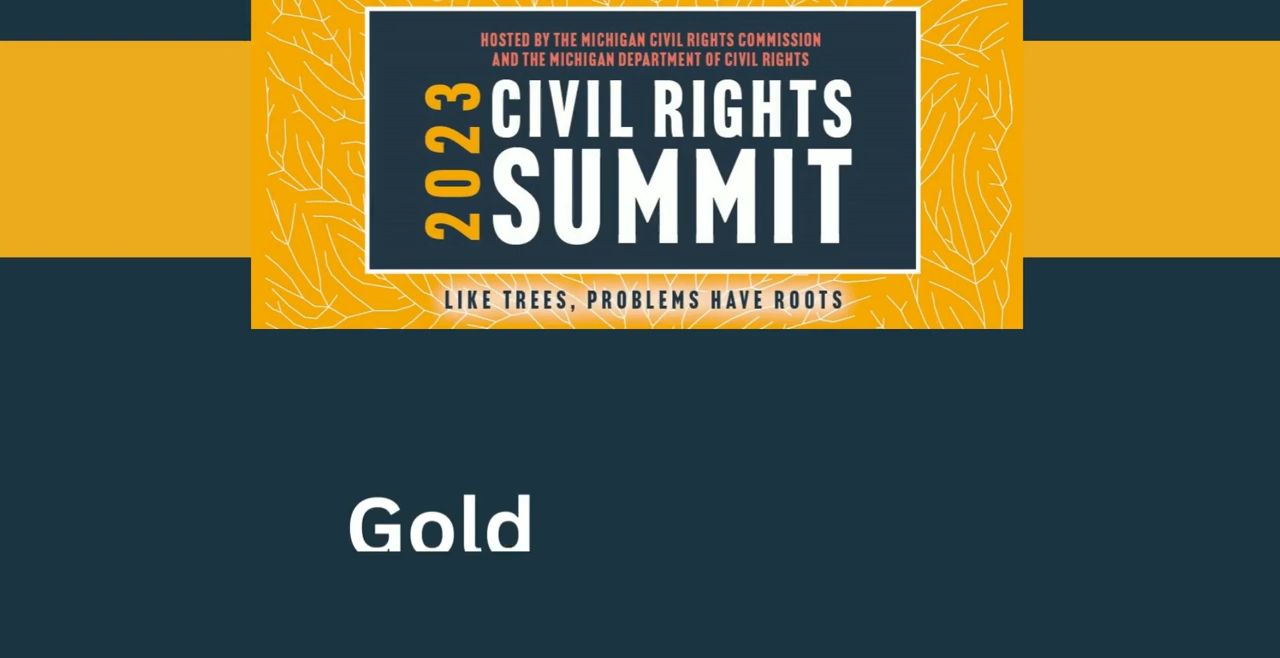 HOSTED BY THE MICHIGAN CIVIL RIGHTS COMMISSION
AND THE MICHIGAN DEPARTMENT OF CIVIL RIGHTS
2023
CIVIL RIGHTS
SUMMIT
LIKE TREES, PROBLEMS HAVE ROOTS
Gold